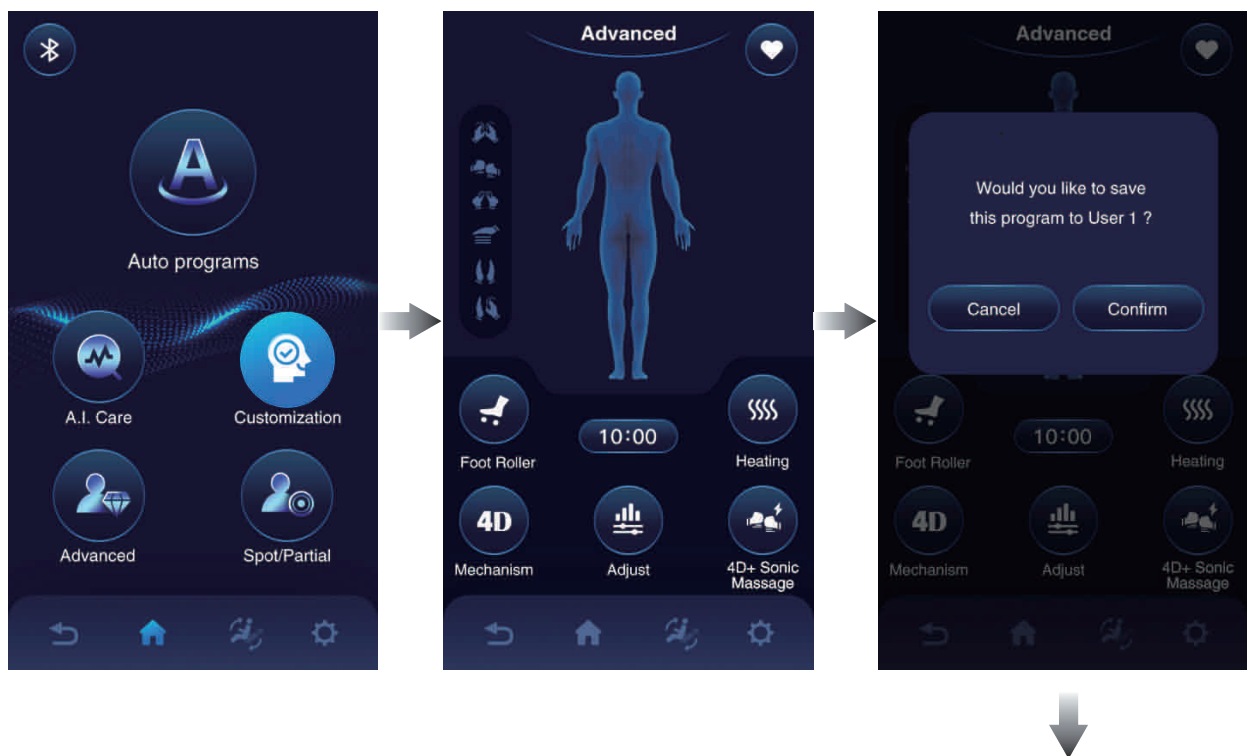 A
Auto programs
A.I. Care
Customization
Advanced
Spot/Partial
Advanced
Foot Roller
10:00
Heating
4D
Mechanism
Adjust
4D+ Sonic
Massage
Advanced
Would you like to save
this program to User 1 ?
Cancel
Confirm
Foot Roller
10:00
Heating
4D
Mechanism
Adjust
4D+ Sonic
Massage